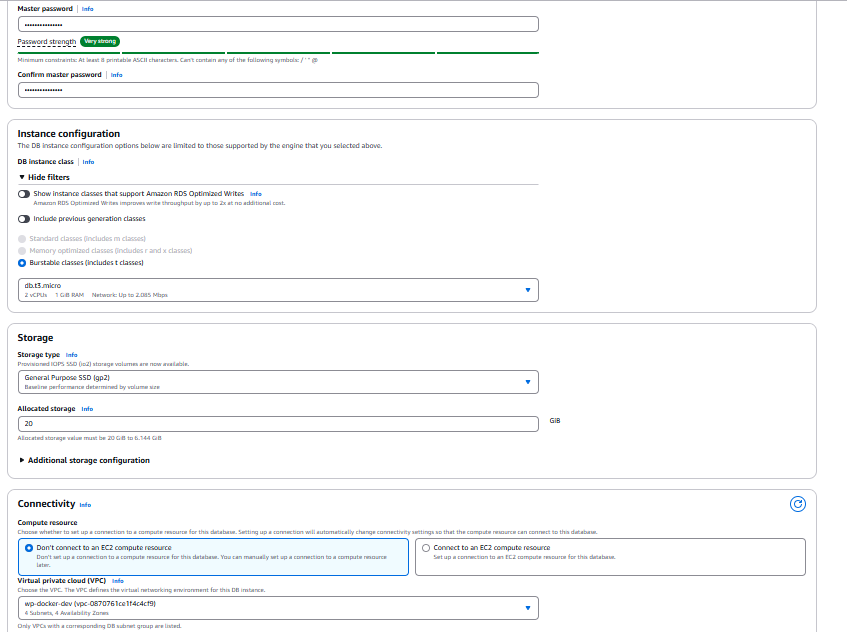 Master password | Info
•••••••••••••••
Password strength Very strong
Minimum constraints: At least 8 printable ASCII characters. Can't contain any of the following symbols: / ' " @
Confirm master password | Info
•••••••••••••••
Instance configuration
The DB instance configuration options below are limited to those supported by the engine that you selected above.
DB instance class | Info
▼ Hide filters
Show instance classes that support Amazon RDS Optimized Writes Info
Amazon RDS Optimized Writes improves write throughput by up to 2x at no additional cost.
Include previous generation classes
Standard classes (includes m classes)
Memory optimized classes (includes r and x classes)
Burstable classes (includes t classes)
db.t3.micro
2 vCPUs 1 GiB RAM Network: Up to 2,085 Mbps
Storage
Storage type Info
Provisioned IOPS SSD (io2) storage volumes are now available.
General Purpose SSD (gp2)
Baseline performance determined by volume size
Allocated storage Info
20
GiB
Allocated storage value must be 20 GiB to 6,144 GiB
► Additional storage configuration
Connectivity Info
Compute resource
Choose whether to set up a connection to a compute resource for this database. Setting up a connection will automatically change connectivity settings so that the compute resource can connect to this database.
Don't connect to an EC2 compute resource
Don't set up a connection to a compute resource for this database. You can manually set up a connection to a compute resource
later.
Connect to an EC2 compute resource
Set up a connection to an EC2 compute resource for this database.
Virtual private cloud (VPC) Info
Choose the VPC. The VPC defines the virtual networking environment for this DB instance.
wp-docker-dev (vpc-0870761ce1f4c4cf9)
4 Subnets, 4 Availability Zones
Only VPCs with a corresponding DB subnet group are listed.